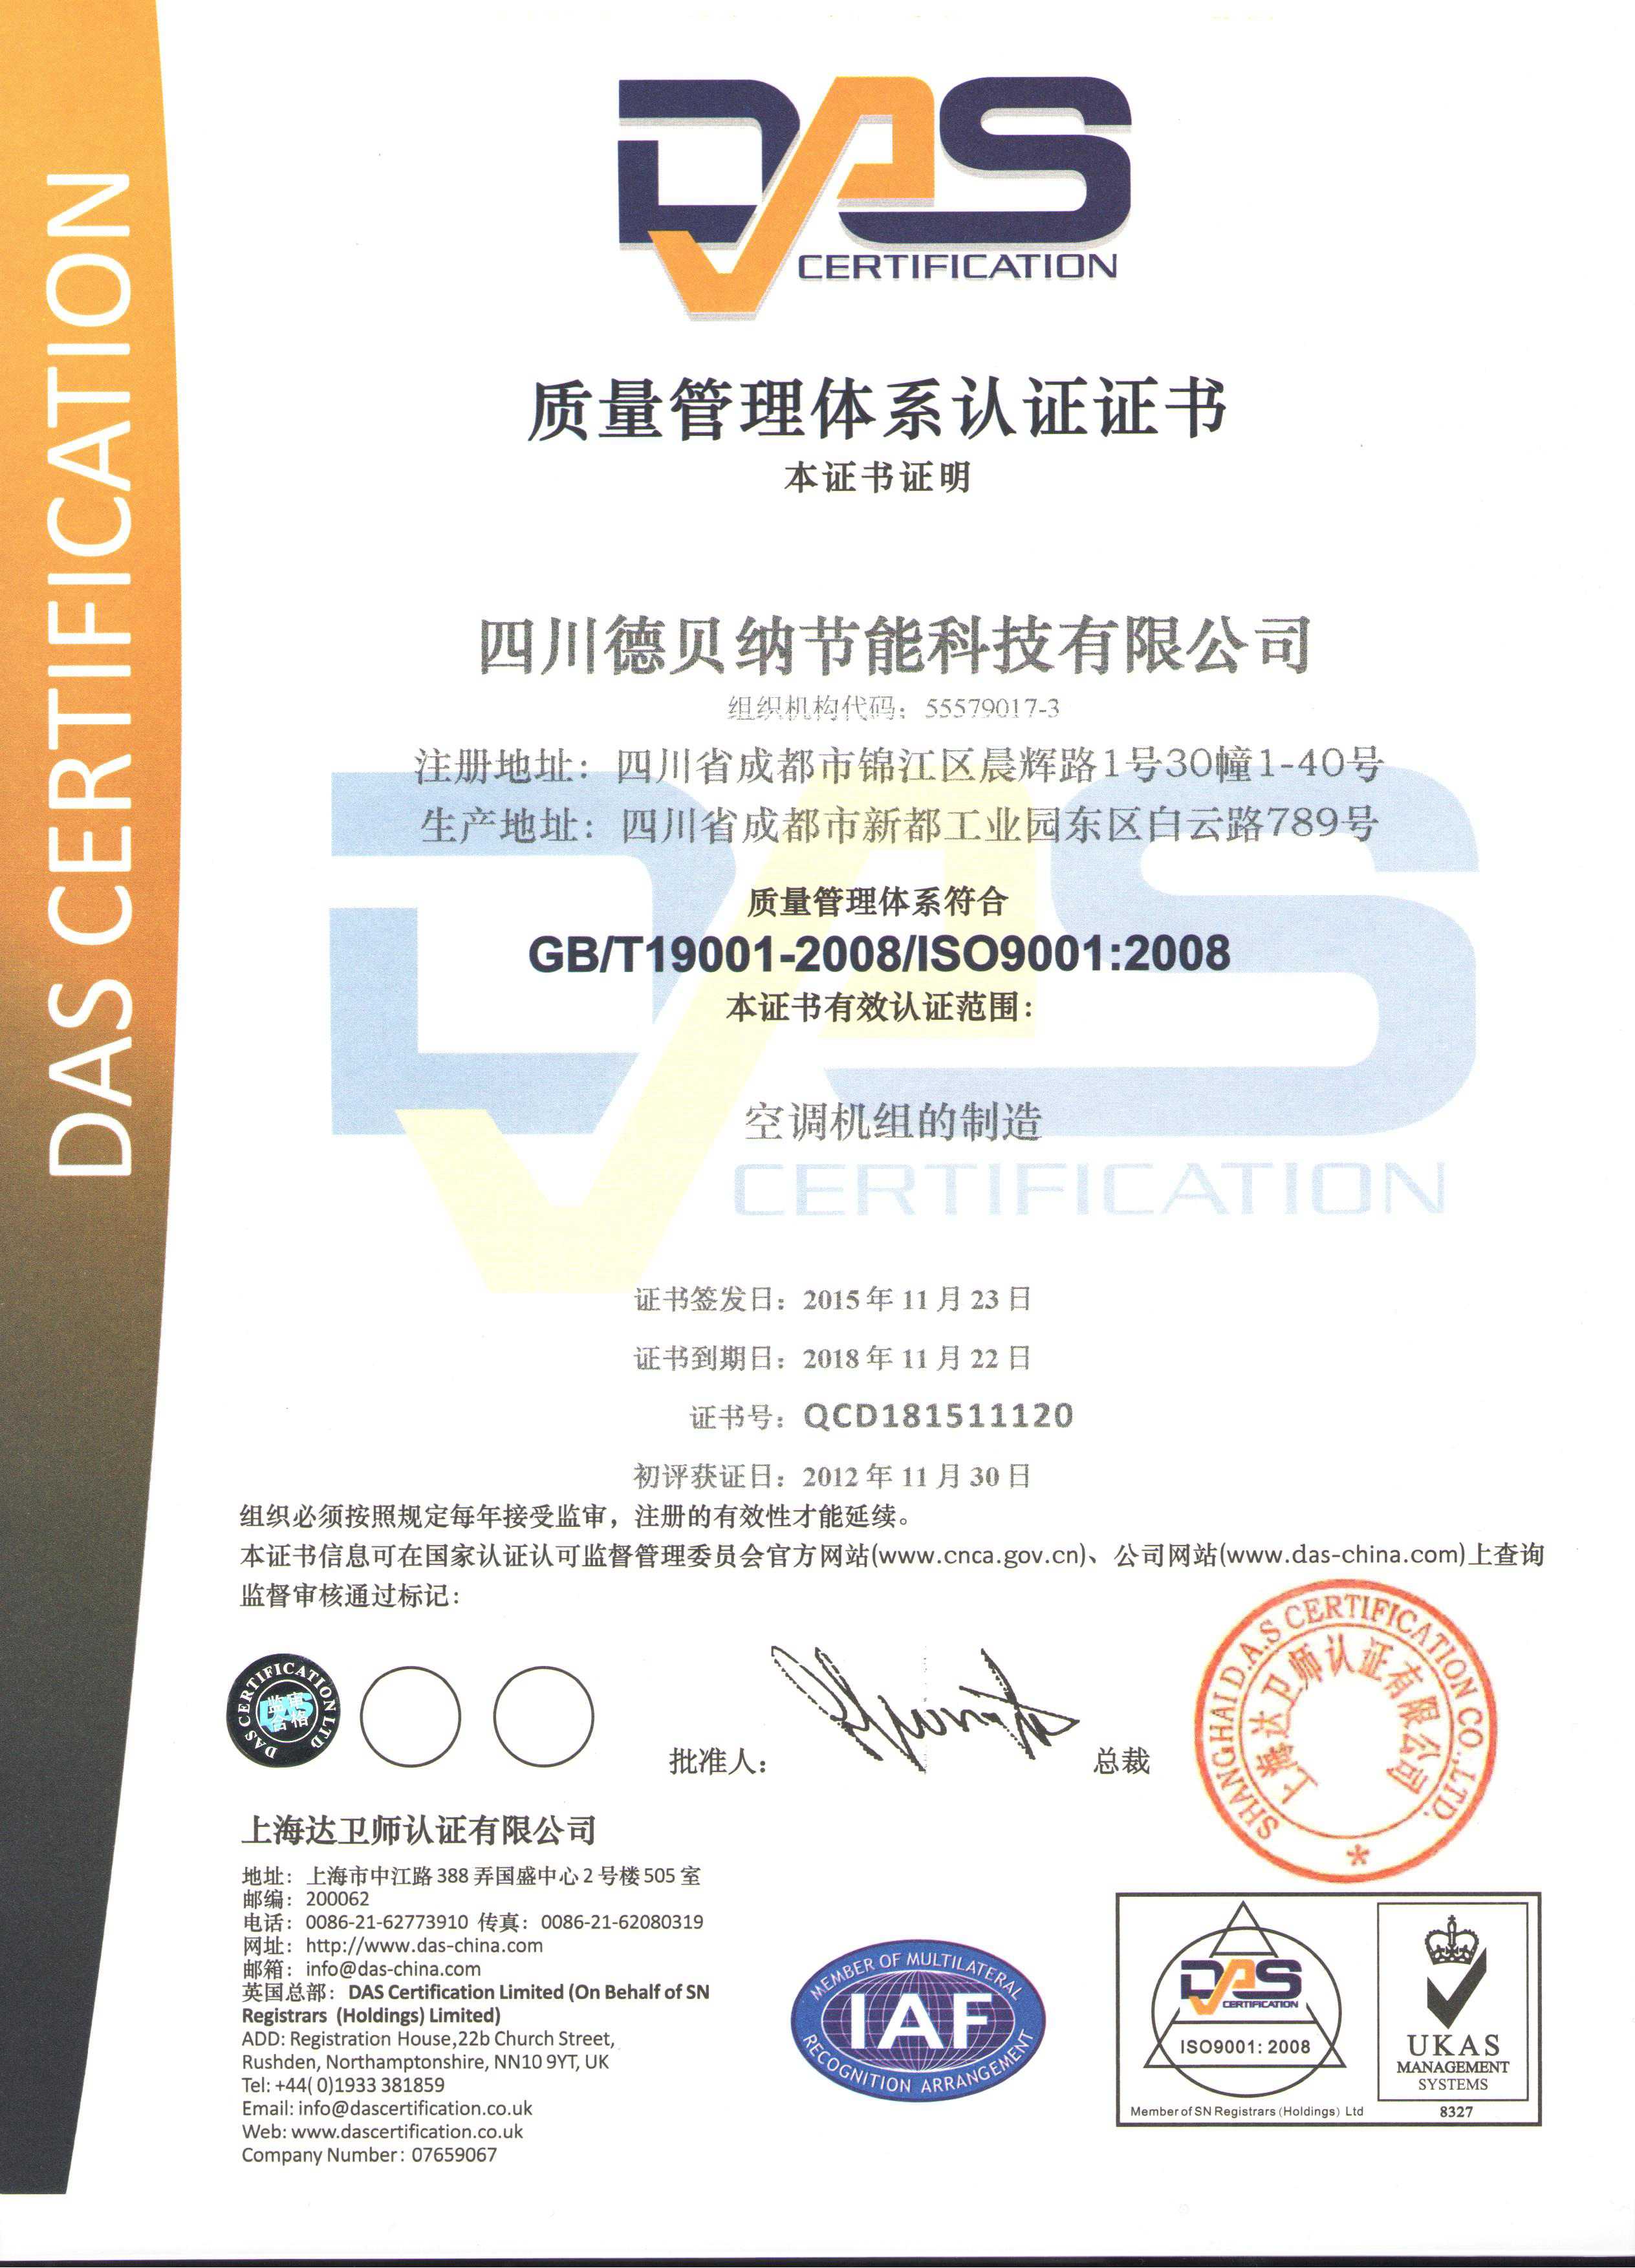 DAS CERTIFICATION
DAS
CERTIFICATION
质量管理体系认证证书
本证书证明
四川德贝纳节能科技有限公司
组织机构代码：55579017-3
注册地址：四川省成都市锦江区晨辉路1号30幢1-40号
生产地址：四川省成都市新都工业园东区白云路789号
质量管理体系符合
GB/T19001-2008/ISO9001:2008
本证书有效认证范围：
空调机组的制造
DAS
CERTIFICATION
证书签发日：2015年11月23日
证书到期日：2018年11月22日
证书号：QCD181511120
初评获证日：2012年11月30日
组织必须按照规定每年接受监审，注册的有效性才能延续。
本证书信息可在国家认证认可监督管理委员会官方网站(www.cnca.gov.cn)、公司网站(www.das-china.com)上查询
监督审核通过标记：
DAS CERTIFICATION LTD
监审
合格
DAS
批准人：
总裁
SHANGHAI D.A.S CERTIFICATION CO.,LTD.
上海达卫师认证有限公司
上海达卫师认证有限公司
地址：上海市中江路388弄国盛中心2号楼505室
邮编：200062
电话：0086-21-62773910 传真：0086-21-62080319
网址：http://www.das-china.com
邮箱：info@das-china.com
英国总部：DAS Certification Limited (On Behalf of SN
Registrars (Holdings) Limited)
ADD: Registration House,22b Church Street,
Rushden, Northamptonshire, NN10 9YT, UK
Tel: +44( 0)1933 381859
Email: info@dascertification.co.uk
Web: www.dascertification.co.uk
Company Number: 07659067
MEMBER OF MULTILATERAL
IAF
RECOGNITION ARRANGEMENT
DAS
CERTIFICATION
ISO9001: 2008
Member of SN Registrars (Holdings) Ltd
UKAS
MANAGEMENT
SYSTEMS
8327